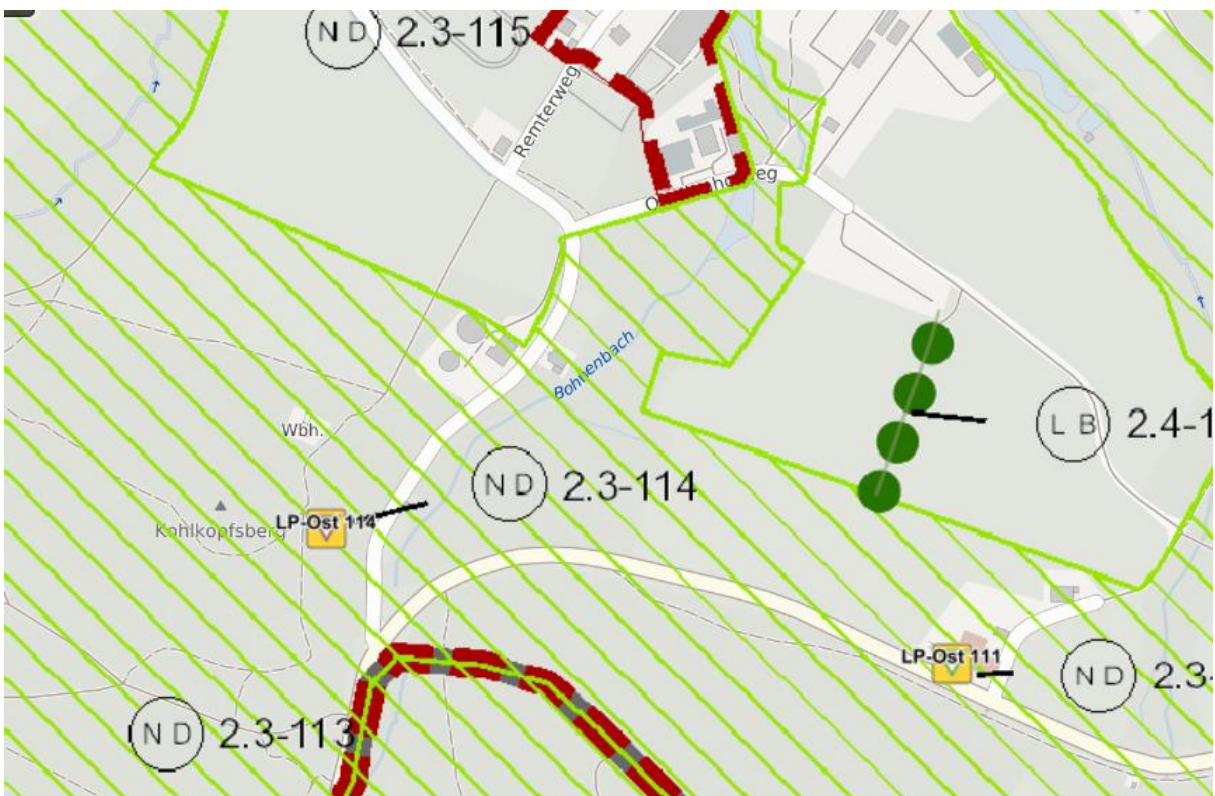 ND 2.3-115
Remterweg
Bohnenbach
Wbh.
LB 2.4-1
ND 2.3-114
LP-Ost 114
Kohlkopfsberg
LP-Ost 111
ND 2.3-
ND 2.3-113